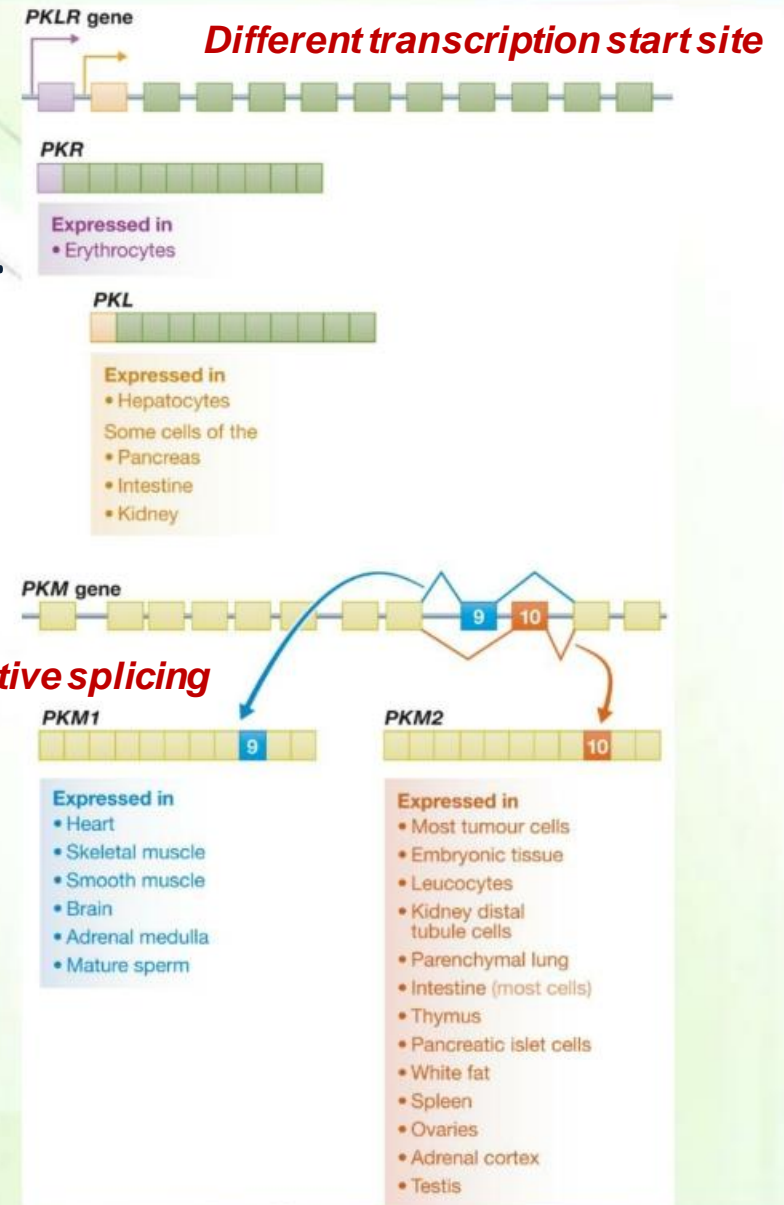 PKLR gene
Different transcription start site
PKR
Expressed in
• Erythrocytes
PKL
Expressed in
• Hepatocytes
Some cells of the
• Pancreas
• Intestine
• Kidney
PKM gene
9 10
tive splicing
PKM1
9
Expressed in
• Heart
• Skeletal muscle
• Smooth muscle
• Brain
• Adrenal medulla
• Mature sperm
PKM2
10
Expressed in
• Most tumour cells
• Embryonic tissue
• Leucocytes
• Kidney distal
tubule cells
• Parenchymal lung
• Intestine (most cells)
• Thymus
• Pancreatic islet cells
• White fat
• Spleen
• Ovaries
• Adrenal cortex
• Testis